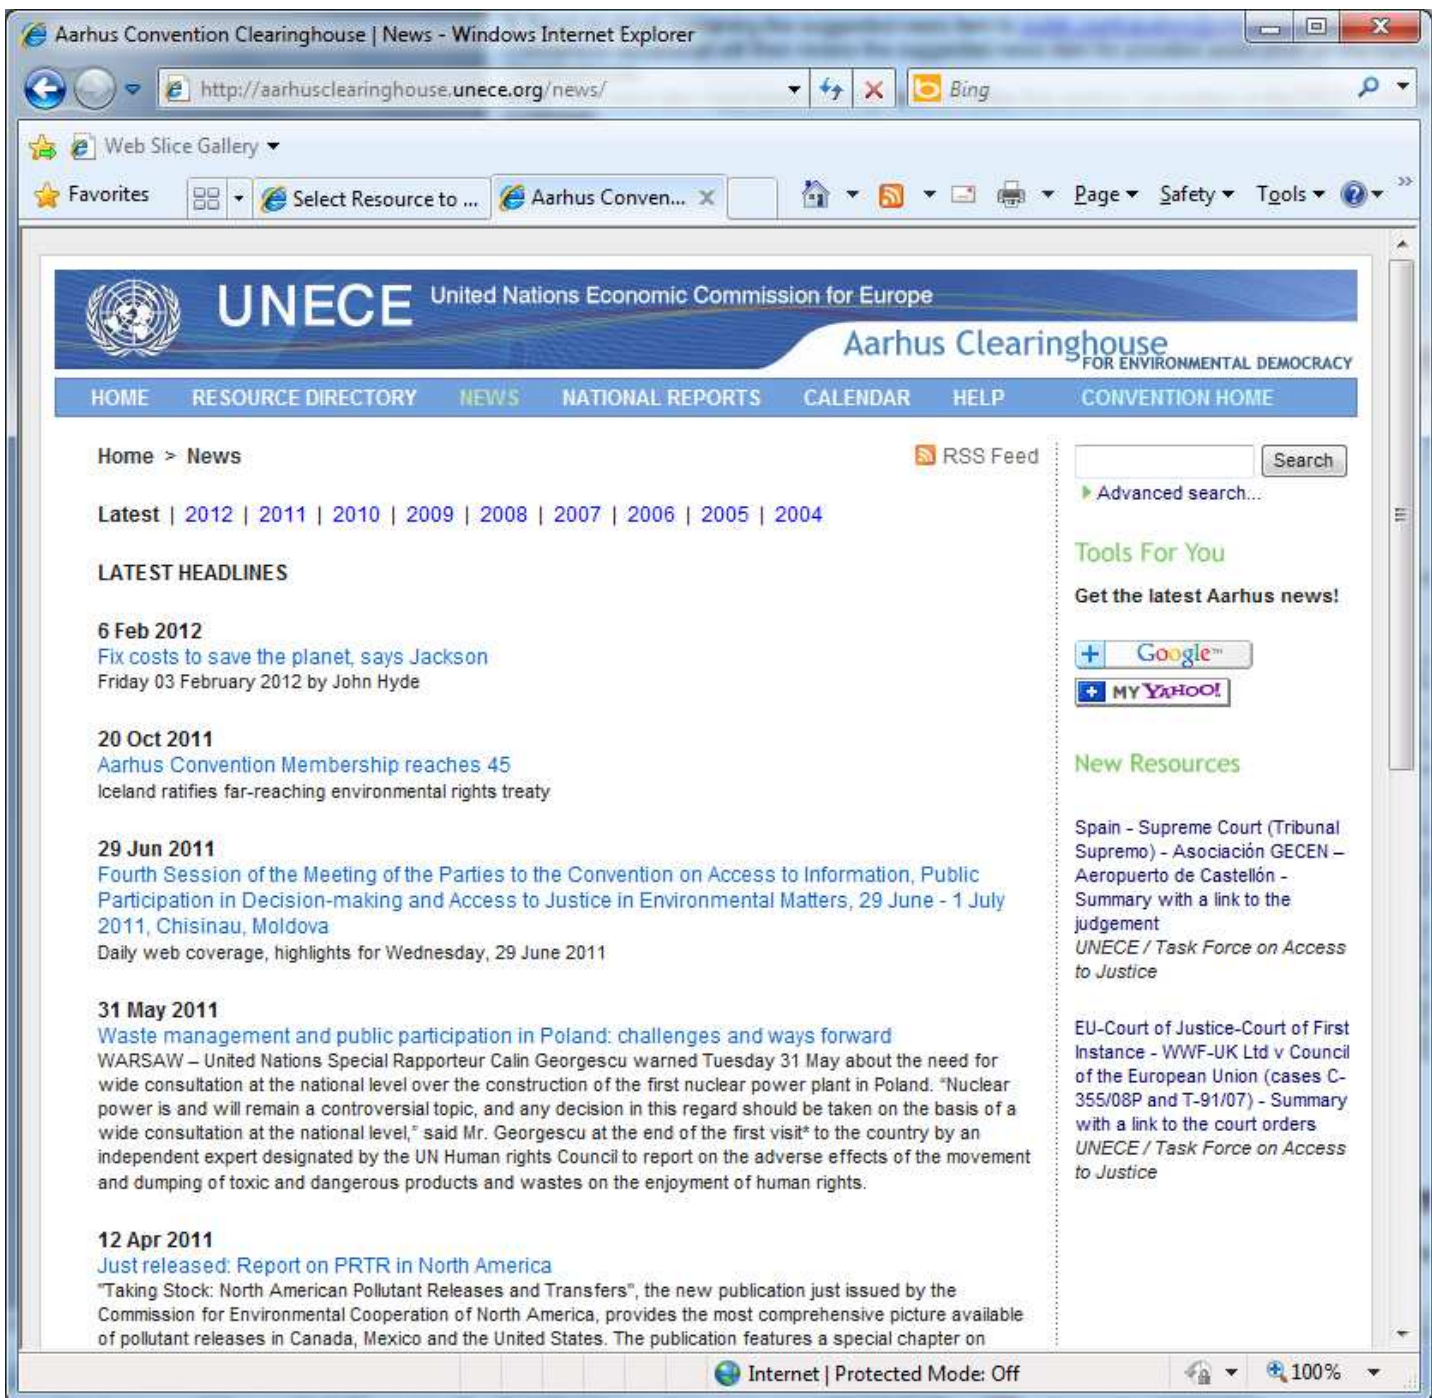 Aarhus Convention Clearinghouse | News - Windows Internet Explorer
http://aarhusclearinghouse.unece.org/news/
Bing
Web Slice Gallery
Favorites
Select Resource to ...
Aarhus Conven...
Page
Safety
Tools
UNECE United Nations Economic Commission for Europe
Aarhus Clearinghouse
FOR ENVIRONMENTAL DEMOCRACY
HOME RESOURCE DIRECTORY NEWS NATIONAL REPORTS CALENDAR HELP CONVENTION HOME
Home > News
RSS Feed
Latest | 2012 | 2011 | 2010 | 2009 | 2008 | 2007 | 2006 | 2005 | 2004
LATEST HEADLINES
6 Feb 2012
Fix costs to save the planet, says Jackson
Friday 03 February 2012 by John Hyde
20 Oct 2011
Aarhus Convention Membership reaches 45
Iceland ratifies far-reaching environmental rights treaty
29 Jun 2011
Fourth Session of the Meeting of the Parties to the Convention on Access to Information, Public
Participation in Decision-making and Access to Justice in Environmental Matters, 29 June - 1 July
2011, Chisinau, Moldova
Daily web coverage, highlights for Wednesday, 29 June 2011
31 May 2011
Waste management and public participation in Poland: challenges and ways forward
WARSAW – United Nations Special Rapporteur Calin Georgescu warned Tuesday 31 May about the need for
wide consultation at the national level over the construction of the first nuclear power plant in Poland. "Nuclear
power is and will remain a controversial topic, and any decision in this regard should be taken on the basis of a
wide consultation at the national level," said Mr. Georgescu at the end of the first visit* to the country by an
independent expert designated by the UN Human rights Council to report on the adverse effects of the movement
and dumping of toxic and dangerous products and wastes on the enjoyment of human rights.
12 Apr 2011
Just released: Report on PRTR in North America
"Taking Stock: North American Pollutant Releases and Transfers", the new publication just issued by the
Commission for Environmental Cooperation of North America, provides the most comprehensive picture available
of pollutant releases in Canada, Mexico and the United States. The publication features a special chapter on
Search
Advanced search...
Tools For You
Get the latest Aarhus news!
Google™
MY YAHOO!
New Resources
Spain - Supreme Court (Tribunal
Supremo) - Asociación GECEN –
Aeropuerto de Castellón -
Summary with a link to the
judgement
UNECE / Task Force on Access
to Justice
EU-Court of Justice-Court of First
Instance - WWF-UK Ltd v Council
of the European Union (cases C-
355/08P and T-91/07) - Summary
with a link to the court orders
UNECE / Task Force on Access
to Justice
Internet | Protected Mode: Off
100%